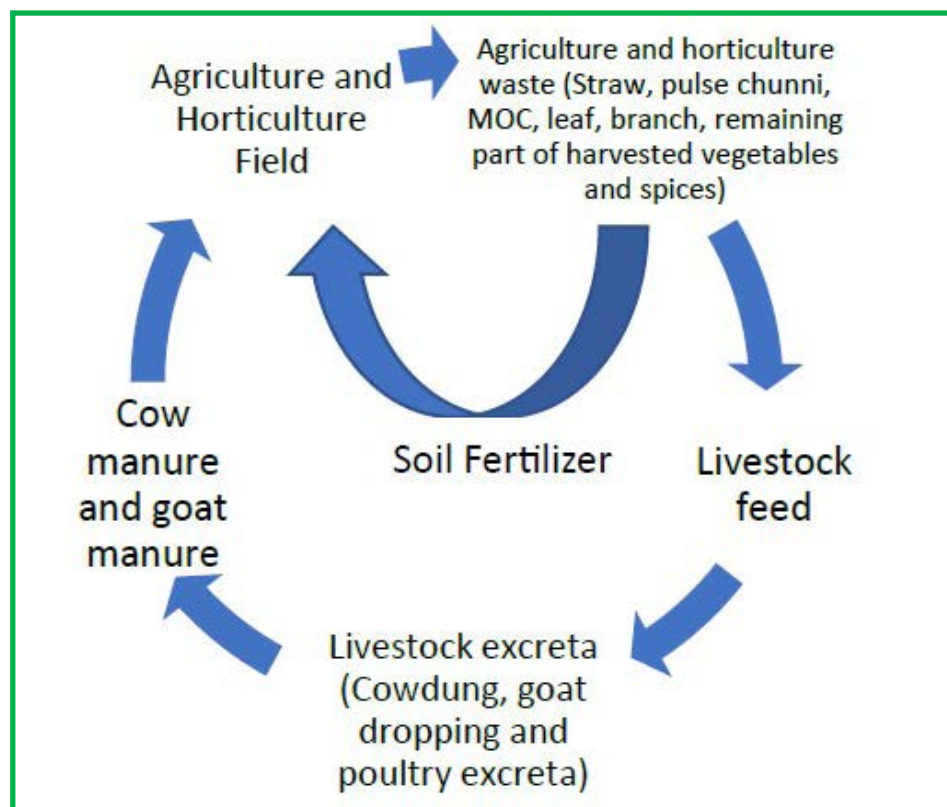 Agriculture and
Horticulture
Field
Agriculture and horticulture
waste (Straw, pulse chunni,
MOC, leaf, branch, remaining
part of harvested vegetables
and spices)
Livestock
feed
Livestock excreta
(Cowdung, goat
dropping and
poultry excreta)
Cow
manure
and goat
manure
Soil Fertilizer